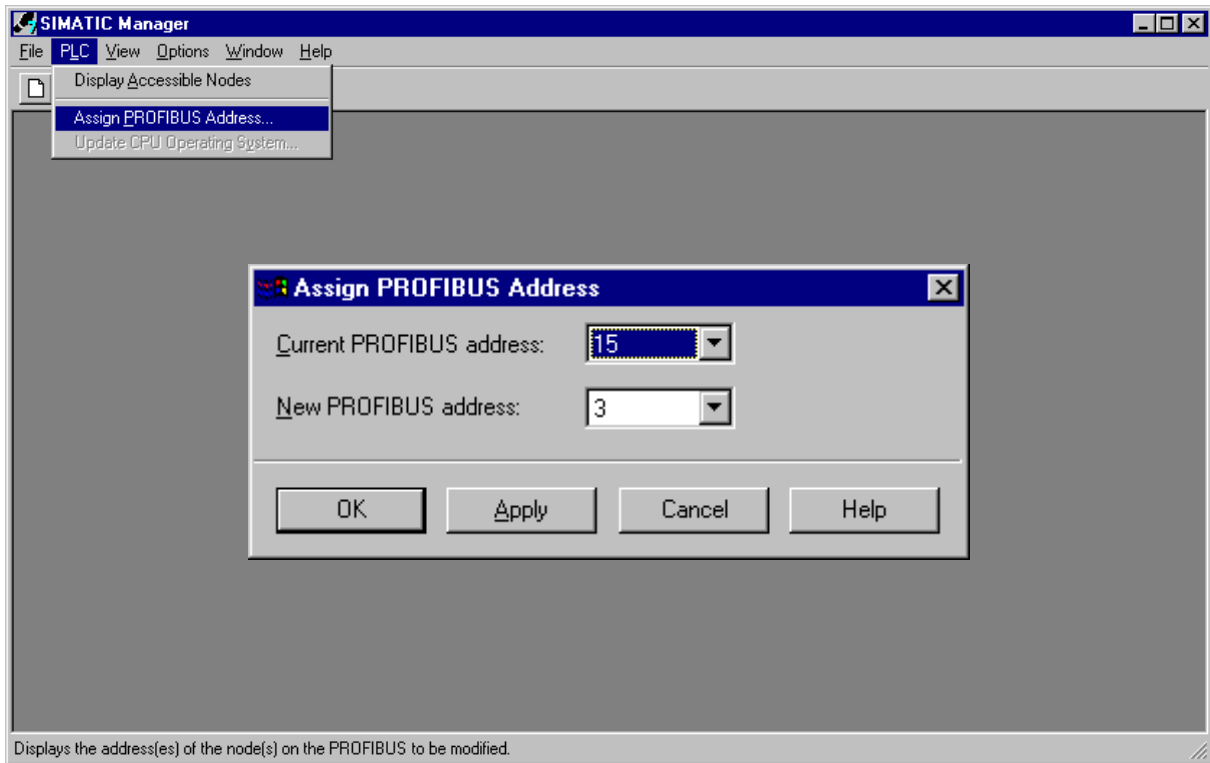 SIMATIC Manager
File PLC View Options Window Help
Display Accessible Nodes
Assign PROFIBUS Address...
Update CPU Operating System...
Assign PROFIBUS Address
Current PROFIBUS address: 15
New PROFIBUS address: 3
OK Apply Cancel Help
Displays the address(es) of the node(s) on the PROFIBUS to be modified.